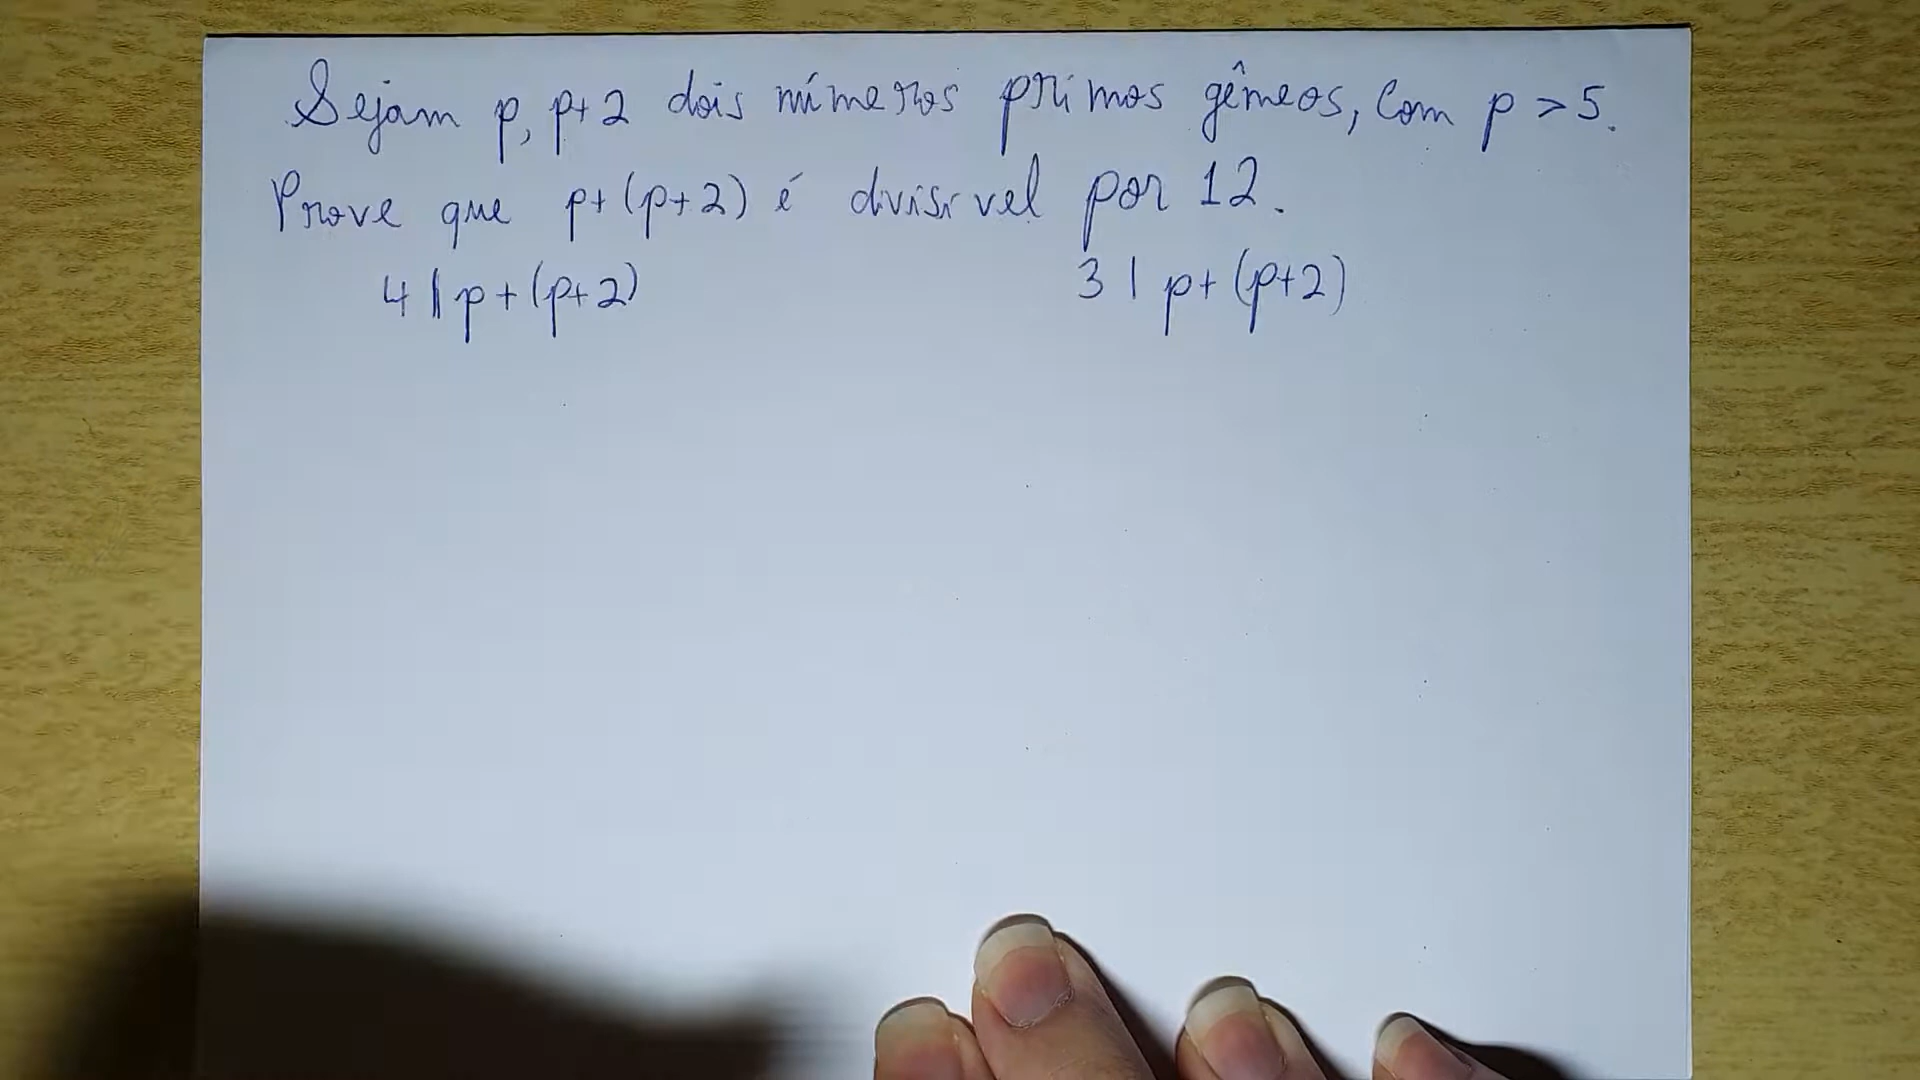 Sejam p, p+2 dois números primos gêmeos, Com p > 5.
Prove que p+(p+2) é divisível por 12.
4 | p + (p+2) 3 | p+ (p+2)